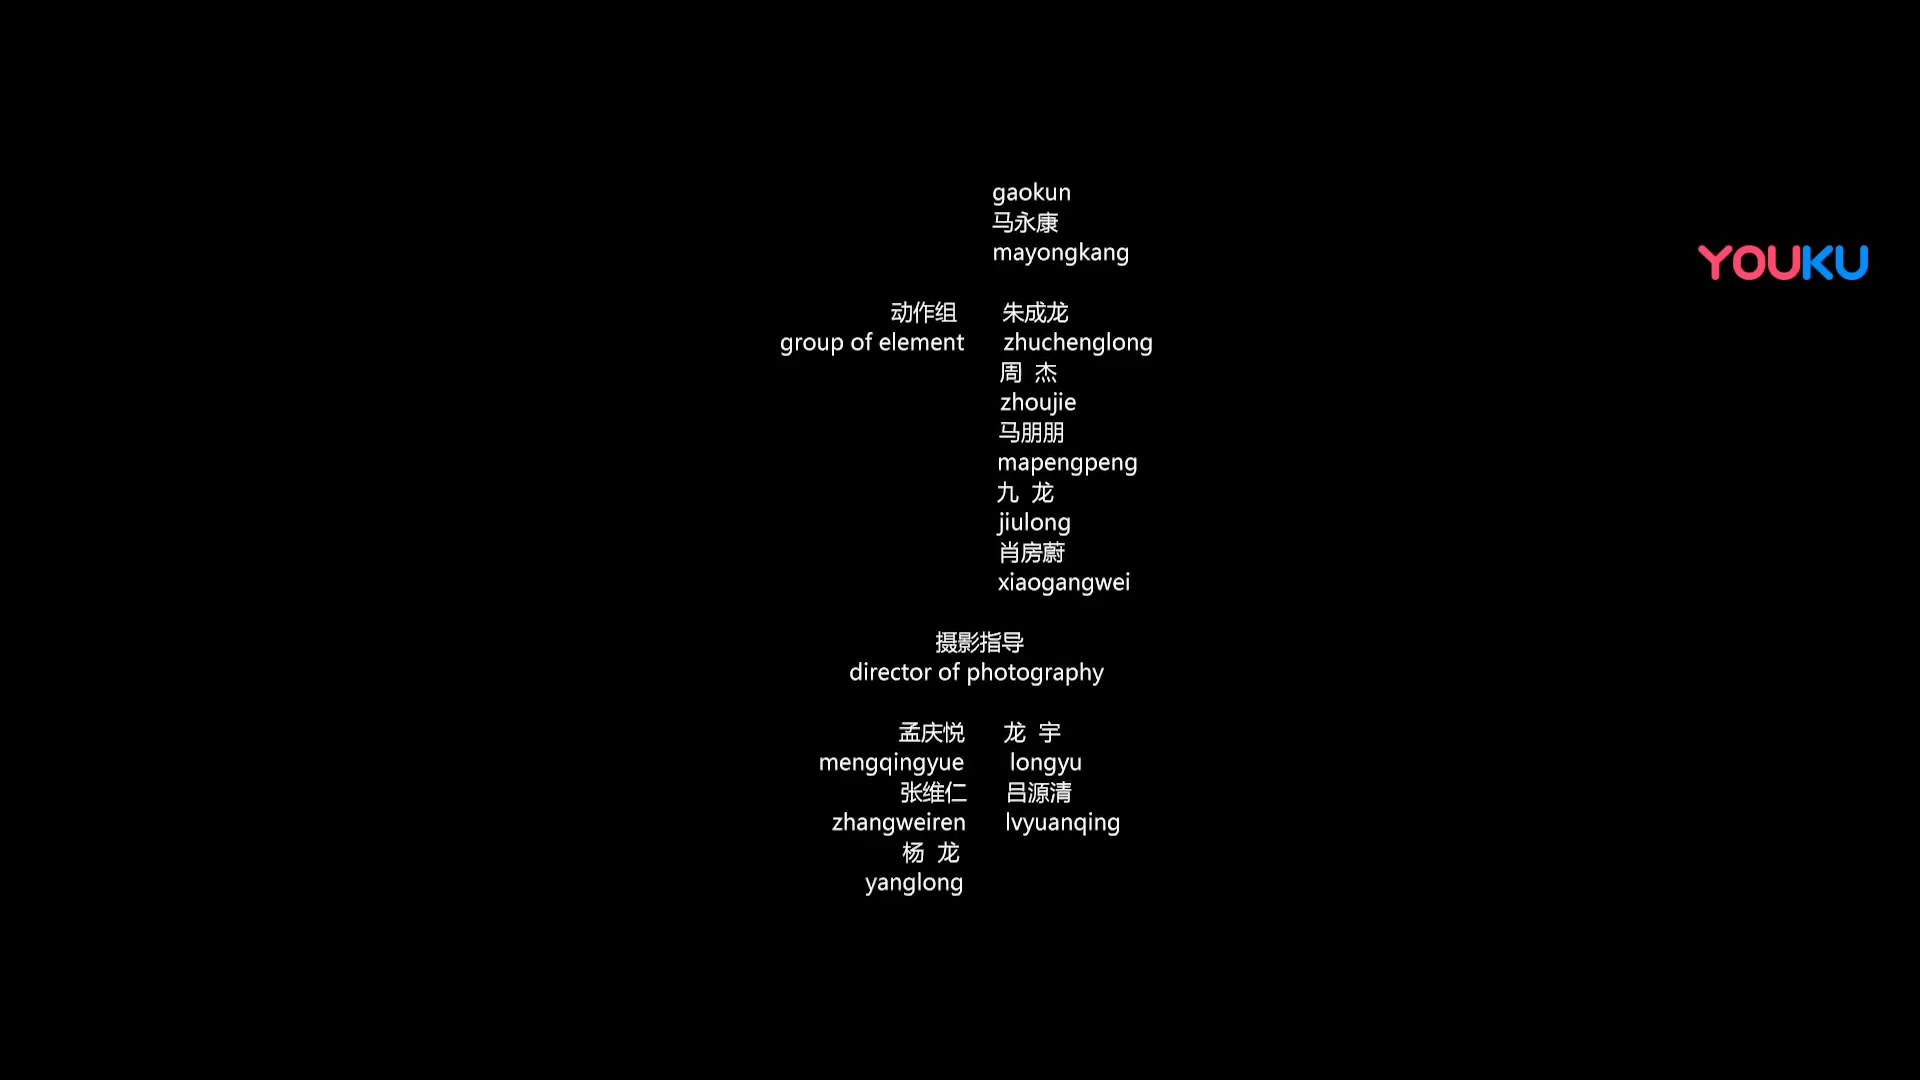 gaokun
马永康
mayongkang
YOUKU
动作组 朱成龙
group of element zhuchenglong
周 杰
zhoujie
马朋朋
mapengpeng
九 龙
jiulong
肖房蔚
xiaogangwei
摄影指导
director of photography
孟庆悦 龙 宇
mengqingyue longyu
张维仁 吕源清
zhangweiren lvyuanqing
杨 龙
yanglong